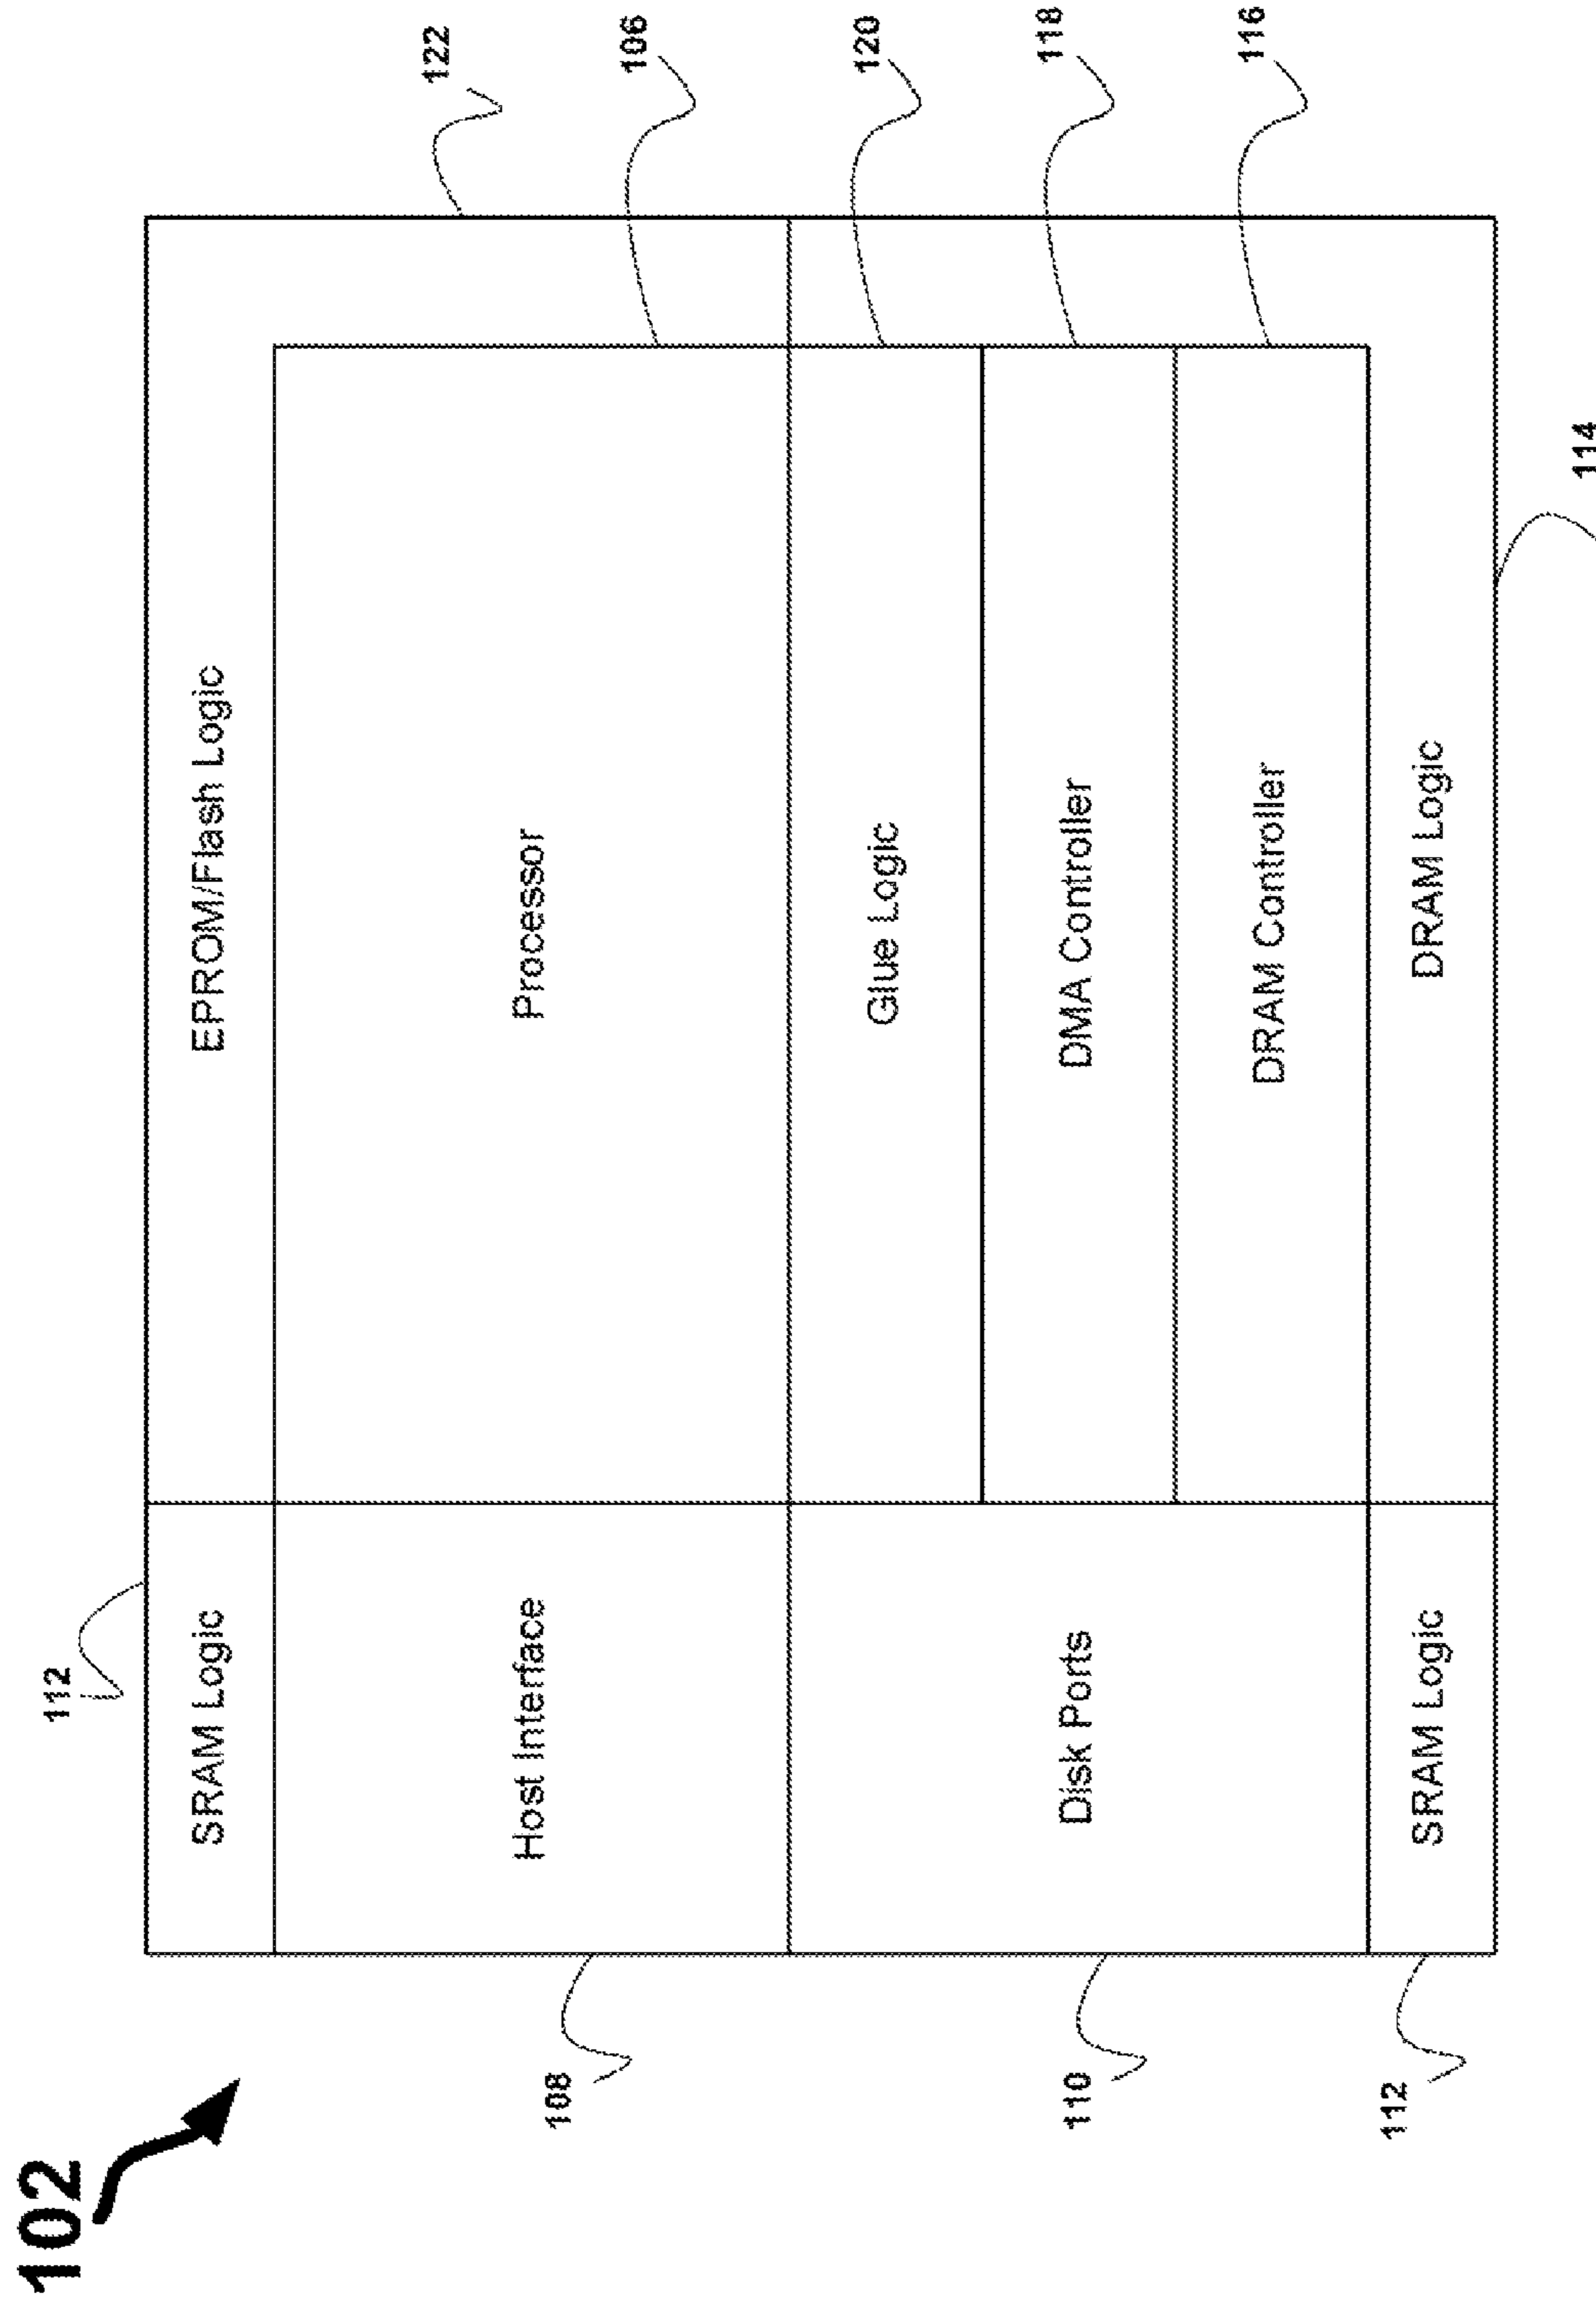 102
112
122
SRAM Logic
EPROM/Flash Logic
106
108
Host Interface
Processor
120
Glue Logic
118
110
Disk Ports
DMA Controller
116
DRAM Controller
112
SRAM Logic
DRAM Logic
114